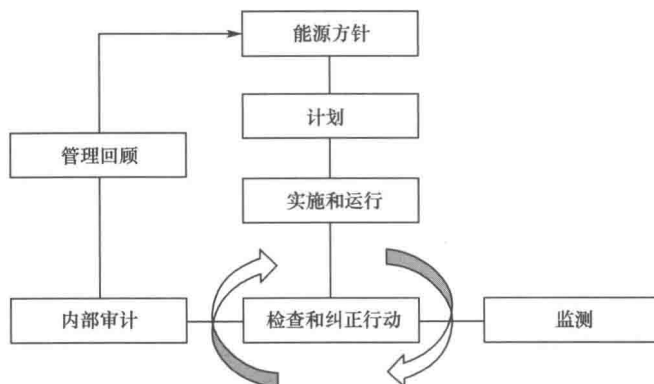 能源方针
计划
管理回顾
实施和运行
内部审计
检查和纠正行动
监测